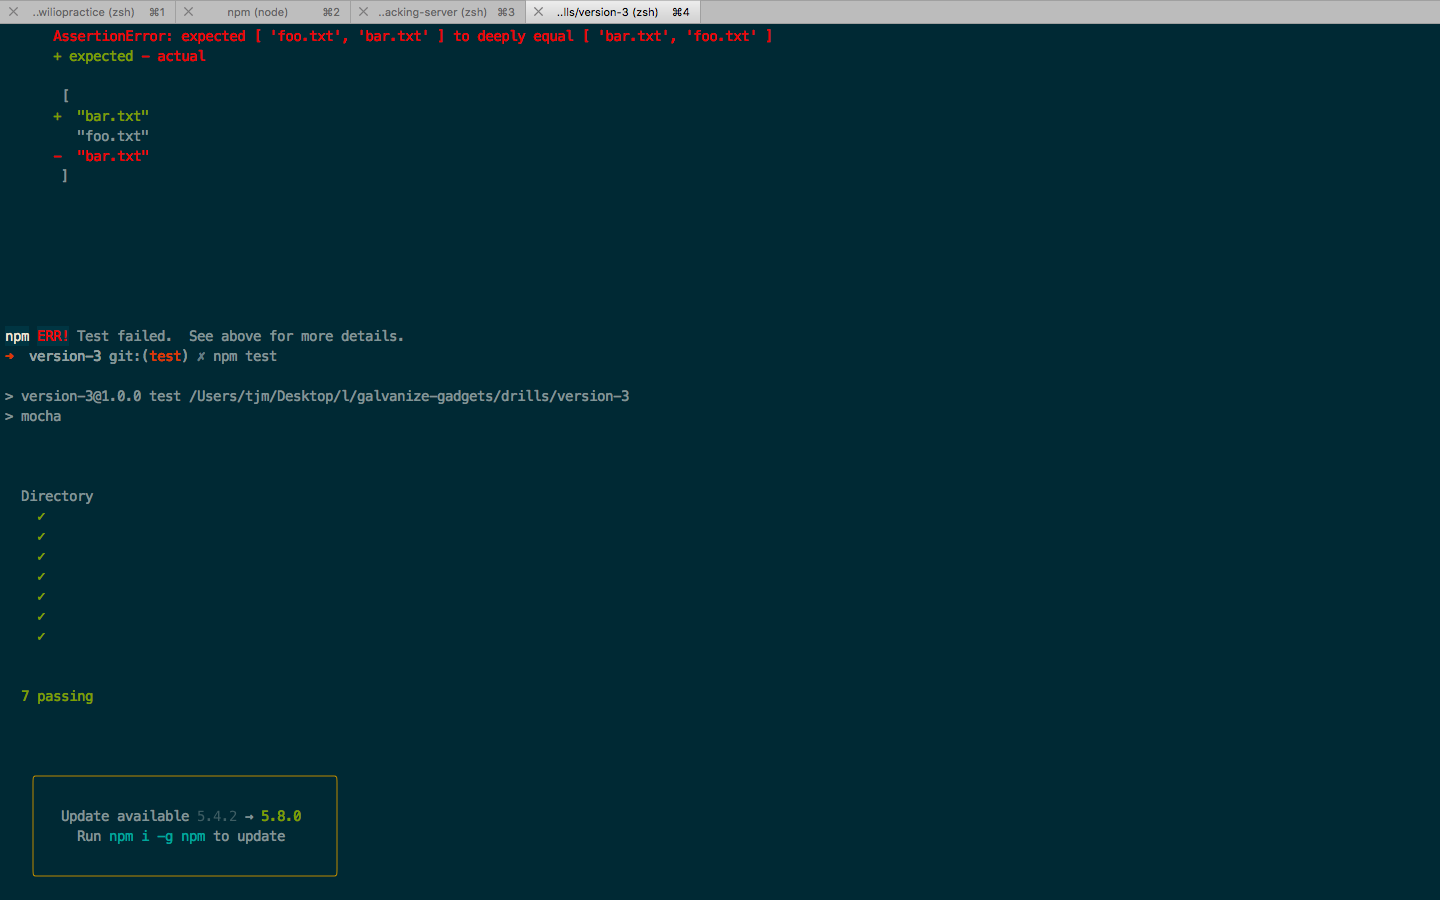 ..wiliopractice (zsh) ⌘1 npm (node) ⌘2 ..acking-server (zsh) ⌘3 ..lls/version-3 (zsh) ⌘4
AssertionError: expected [ 'foo.txt', 'bar.txt' ] to deeply equal [ 'bar.txt', 'foo.txt' ]
+ expected - actual
[
+ "bar.txt"
"foo.txt"
- "bar.txt"
]
npm ERR! Test failed. See above for more details.
➜ version-3 git:(test) ✗ npm test
> version-3@1.0.0 test /Users/tjm/Desktop/l/galvanize-gadgets/drills/version-3
> mocha
Directory
✓
✓
✓
✓
✓
✓
✓
7 passing
Update available 5.4.2 → 5.8.0
Run npm i -g npm to update